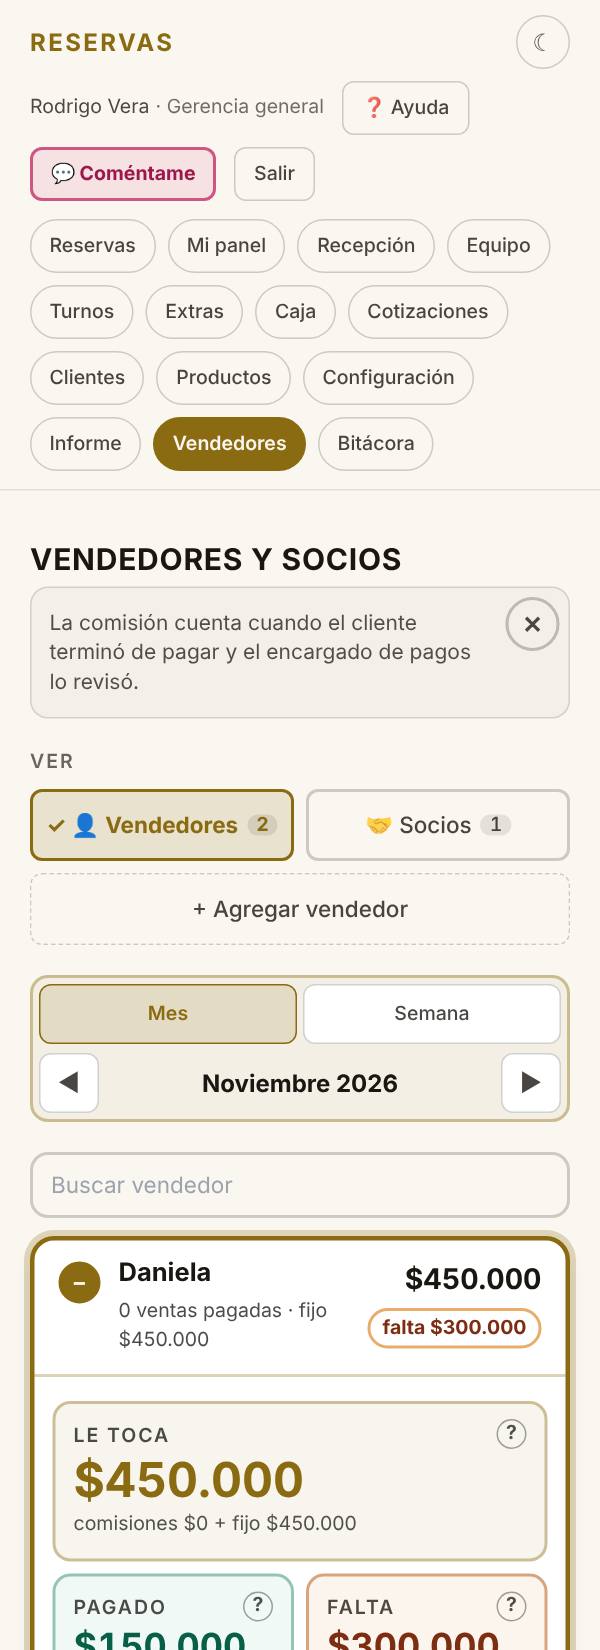 RESERVAS
☾
Rodrigo Vera · Gerencia general
❓ Ayuda
💬 Coméntame
Salir
Reservas
Mi panel
Recepción
Equipo
Turnos
Extras
Caja
Cotizaciones
Clientes
Productos
Configuración
Informe
Vendedores
Bitácora
VENDEDORES Y SOCIOS
La comisión cuenta cuando el cliente
terminó de pagar y el encargado de pagos
lo revisó.
✕
VER
✓ 👤 Vendedores 2
🤝 Socios 1
+ Agregar vendedor
Mes
Semana
◀
Noviembre 2026
▶
Buscar vendedor
–
Daniela
$450.000
0 ventas pagadas · fijo
$450.000
falta $300.000
LE TOCA
?
$450.000
comisiones $0 + fijo $450.000
PAGADO
?
FALTA
?
$150.000
$300.000